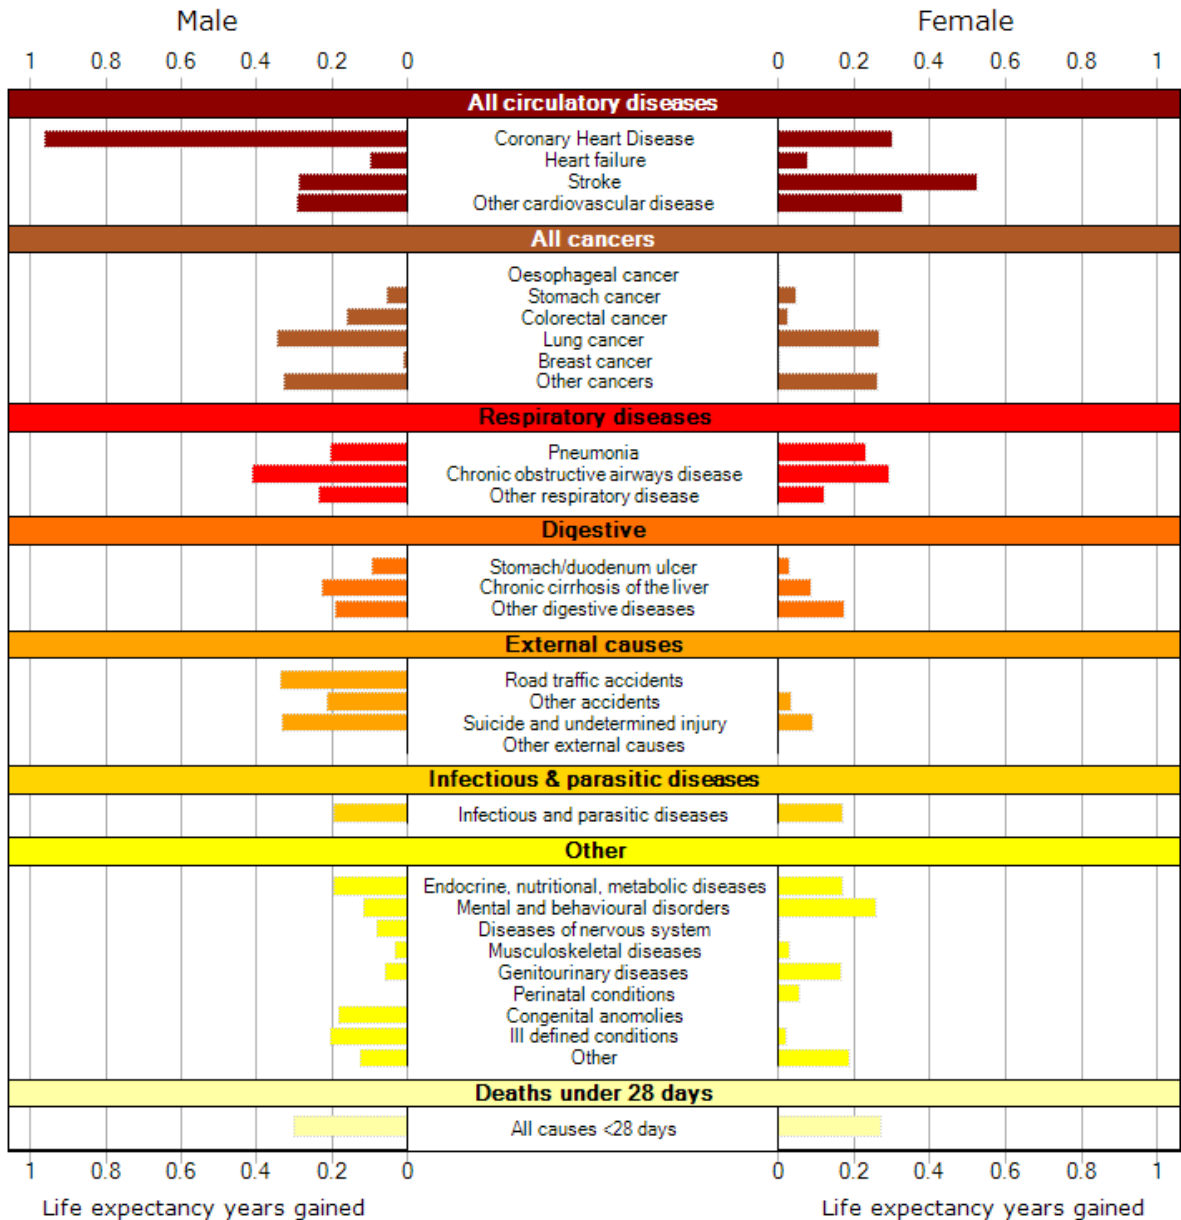 Male Female
1 0.8 0.6 0.4 0.2 0 0 0.2 0.4 0.6 0.8 1
All circulatory diseases
Coronary Heart Disease
Heart failure
Stroke
Other cardiovascular disease
All cancers
Oesophageal cancer
Stomach cancer
Colorectal cancer
Lung cancer
Breast cancer
Other cancers
Respiratory diseases
Pneumonia
Chronic obstructive airways disease
Other respiratory disease
Digestive
Stomach/duodenum ulcer
Chronic cirrhosis of the liver
Other digestive diseases
External causes
Road traffic accidents
Other accidents
Suicide and undetermined injury
Other external causes
Infectious & parasitic diseases
Infectious and parasitic diseases
Other
Endocrine, nutritional, metabolic diseases
Mental and behavioural disorders
Diseases of nervous system
Musculoskeletal diseases
Genitourinary diseases
Perinatal conditions
Congenital anomolies
Ill defined conditions
Other
Deaths under 28 days
All causes <28 days
1 0.8 0.6 0.4 0.2 0 0 0.2 0.4 0.6 0.8 1
Life expectancy years gained Life expectancy years gained